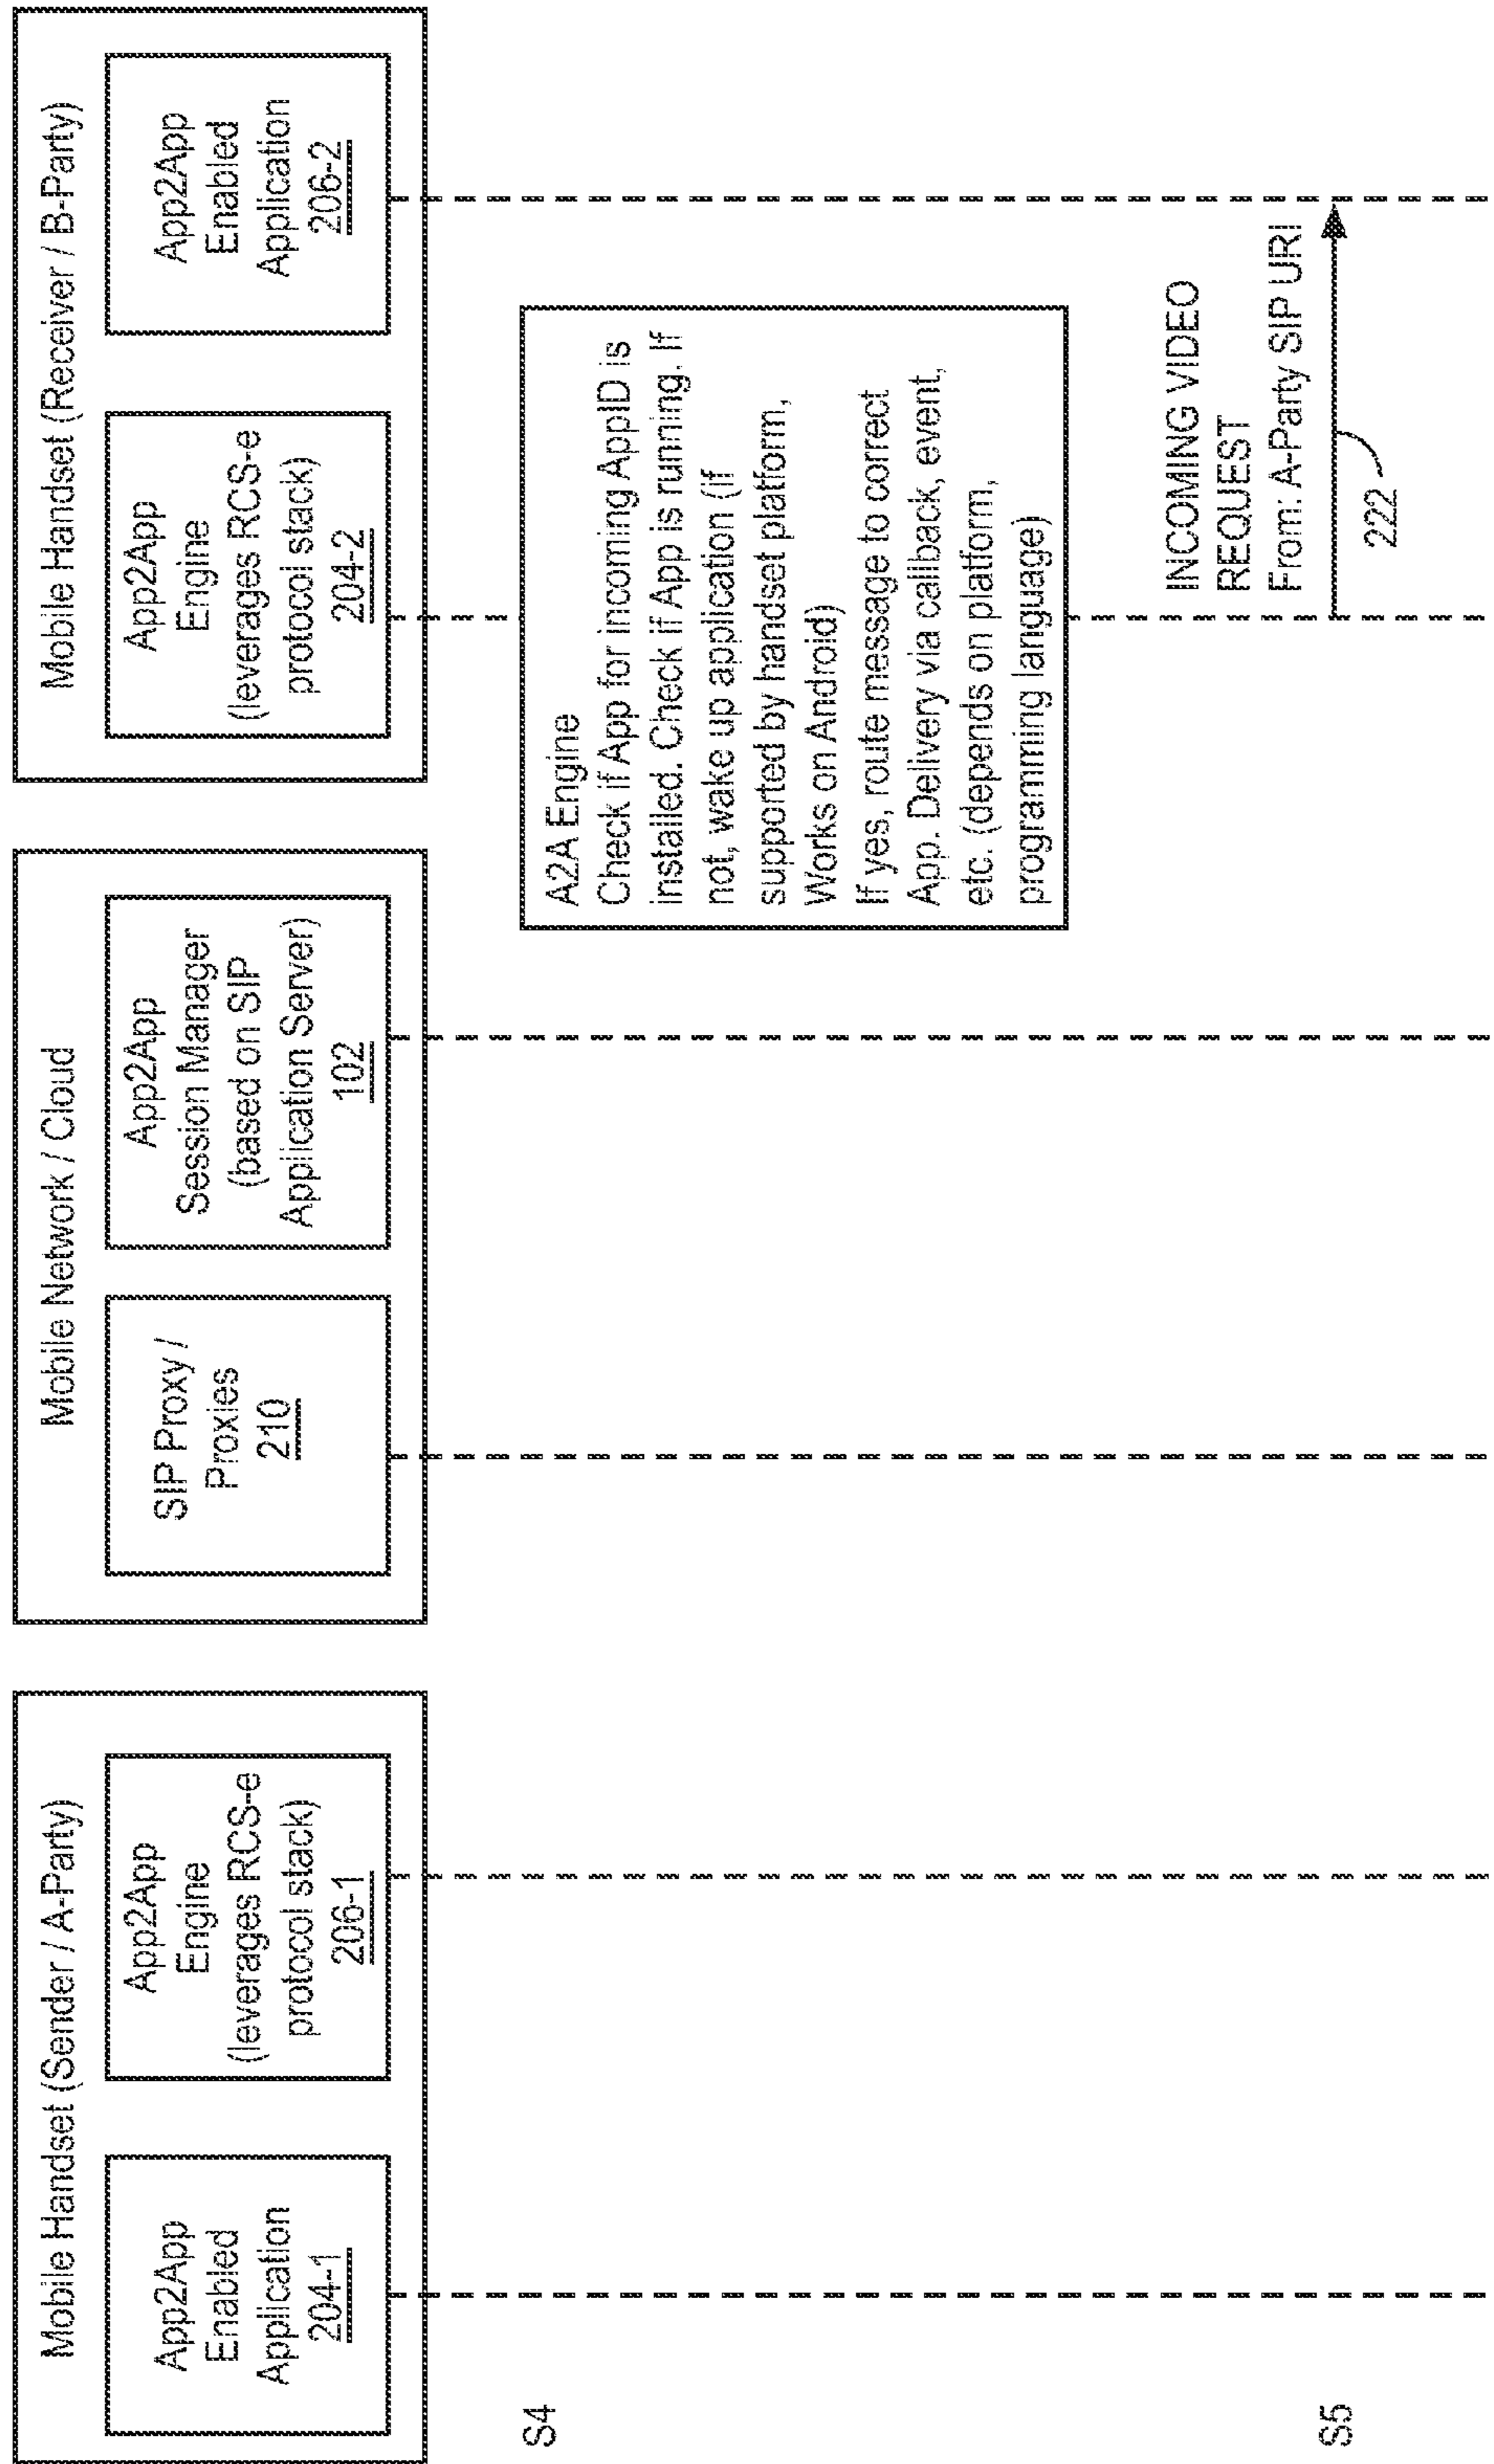 Mobile Handset (Sender / A-Party)
App2App
Enabled
Application
204-1
App2App
Engine
(leverages RCS-e
protocol stack)
206-1
Mobile Network / Cloud
SIP Proxy /
Proxies
210
App2App
Session Manager
(based on SIP
Application Server)
102
Mobile Handset (Receiver / B-Party)
App2App
Engine
(leverages RCS-e
protocol stack)
204-2
App2App
Enabled
Application
206-2
S4
A2A Engine
Check if App for incoming AppID is
installed. Check if App is running. If
not, wake up application (if
supported by handset platform,
Works on Android)
If yes, route message to correct
App. Delivery via callback, event,
etc. (depends on platform,
programming language)
S5
INCOMING VIDEO
REQUEST
From: A-Party SIP URI
222